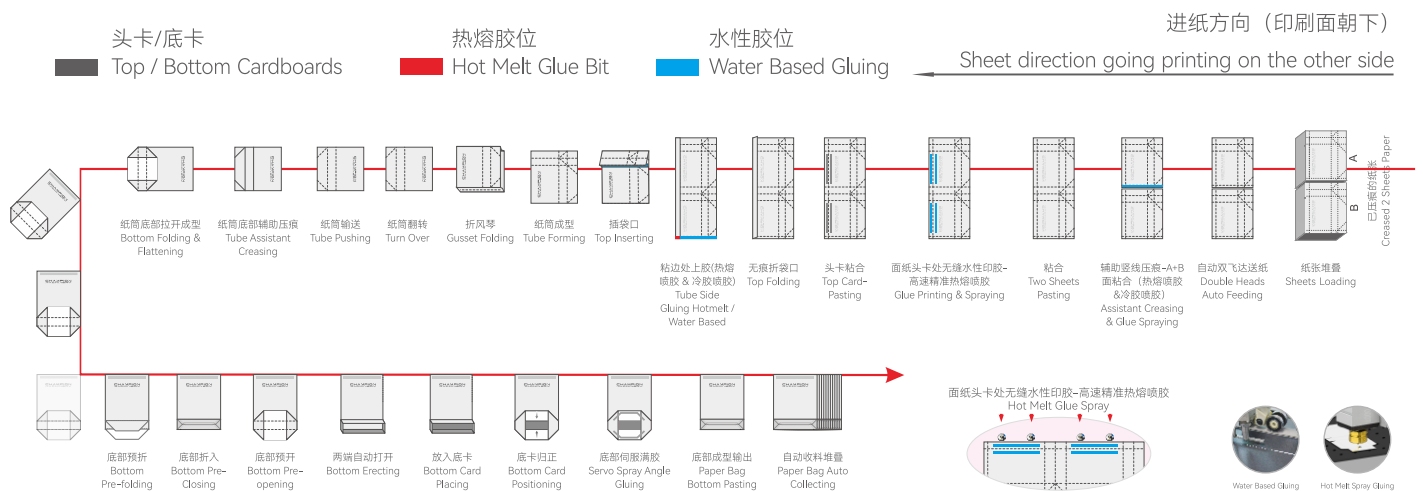 头卡/底卡
Top / Bottom Cardboards
热熔胶位
Hot Melt Glue Bit
水性胶位
Water Based Gluing
进纸方向（印刷面朝下）
Sheet direction going printing on the other side
纸筒底部拉开成型
Bottom Folding &
Flattening
纸筒底部辅助压痕
Tube Assistant
Creasing
纸筒输送
Tube Pushing
纸筒翻转
Turn Over
折风琴
Gusset Folding
纸筒成型
Tube Forming
插袋口
Top Inserting
粘边处上胶(热熔
喷胶 & 冷胶喷胶)
Tube Side
Gluing Hotmelt /
Water Based
无痕折袋口
Top Folding
头卡粘合
Top Card-
Pasting
面纸头卡处无缝水性印胶-
高速精准热熔喷胶
Glue Printing & Spraying
粘合
Two Sheets
Pasting
辅助竖线压痕-A+B
面粘合（热熔喷胶
&冷胶喷胶）
Assistant Creasing
& Glue Spraying
自动双飞达送纸
Double Heads
Auto Feeding
纸张堆叠
Sheets Loading
A
B
已压痕的纸张
Creased 2 Sheets Paper
底部预折
Bottom
Pre-folding
底部折入
Bottom Pre-
Closing
底部预开
Bottom Pre-
opening
两端自动打开
Bottom Erecting
放入底卡
Bottom Card
Placing
底卡归正
Bottom Card
Positioning
底部伺服满胶
Servo Spray Angle
Gluing
底部成型输出
Paper Bag
Bottom Pasting
自动收料堆叠
Paper Bag Auto
Collecting
面纸头卡处无缝水性印胶-高速精准热熔喷胶
Hot Melt Glue Spray
Water Based Gluing
Hot Melt Spray Gluing